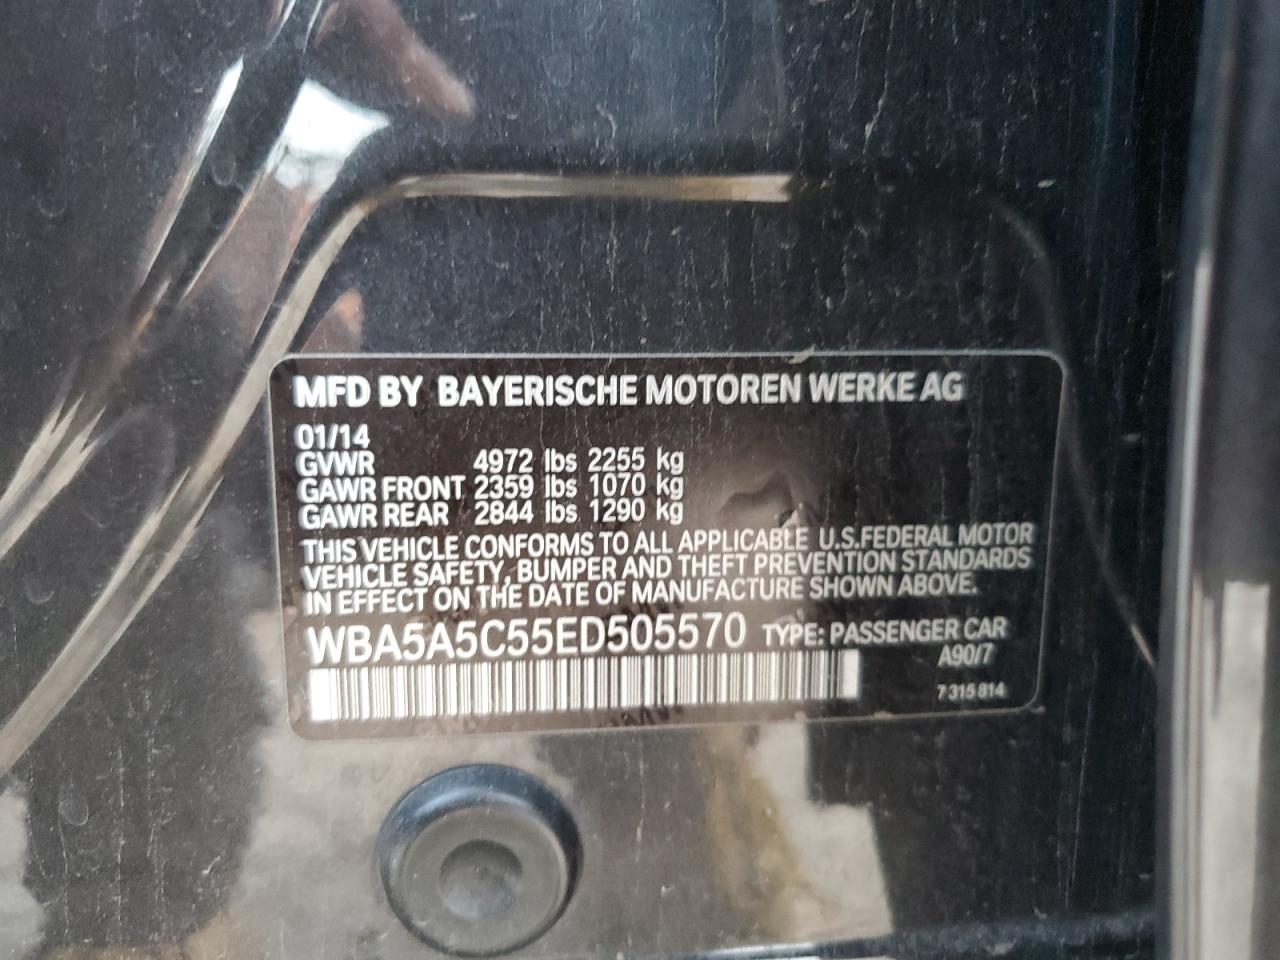 MFD BY BAYERISCHE MOTOREN WERKE AG
01/14
GVWR 4972 lbs 2255 kg
GAWR FRONT 2359 lbs 1070 kg
GAWR REAR 2844 lbs 1290 kg
THIS VEHICLE CONFORMS TO ALL APPLICABLE U.S.FEDERAL MOTOR
VEHICLE SAFETY, BUMPER AND THEFT PREVENTION STANDARDS
IN EFFECT ON THE DATE OF MANUFACTURE SHOWN ABOVE.
WBA5A5C55ED505570 TYPE: PASSENGER CAR
A90/7
7 315 814